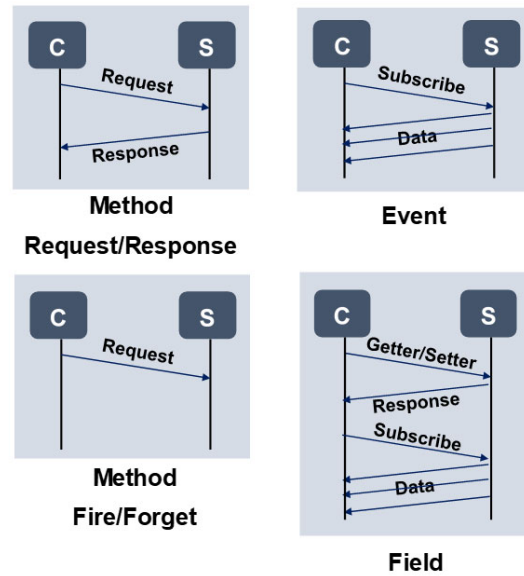 C
S
Request
Response
Method
Request/Response
C
S
Subscribe
Data
Event
C
S
Request
Method
Fire/Forget
C
S
Getter/Setter
Response
Subscribe
Data
Field